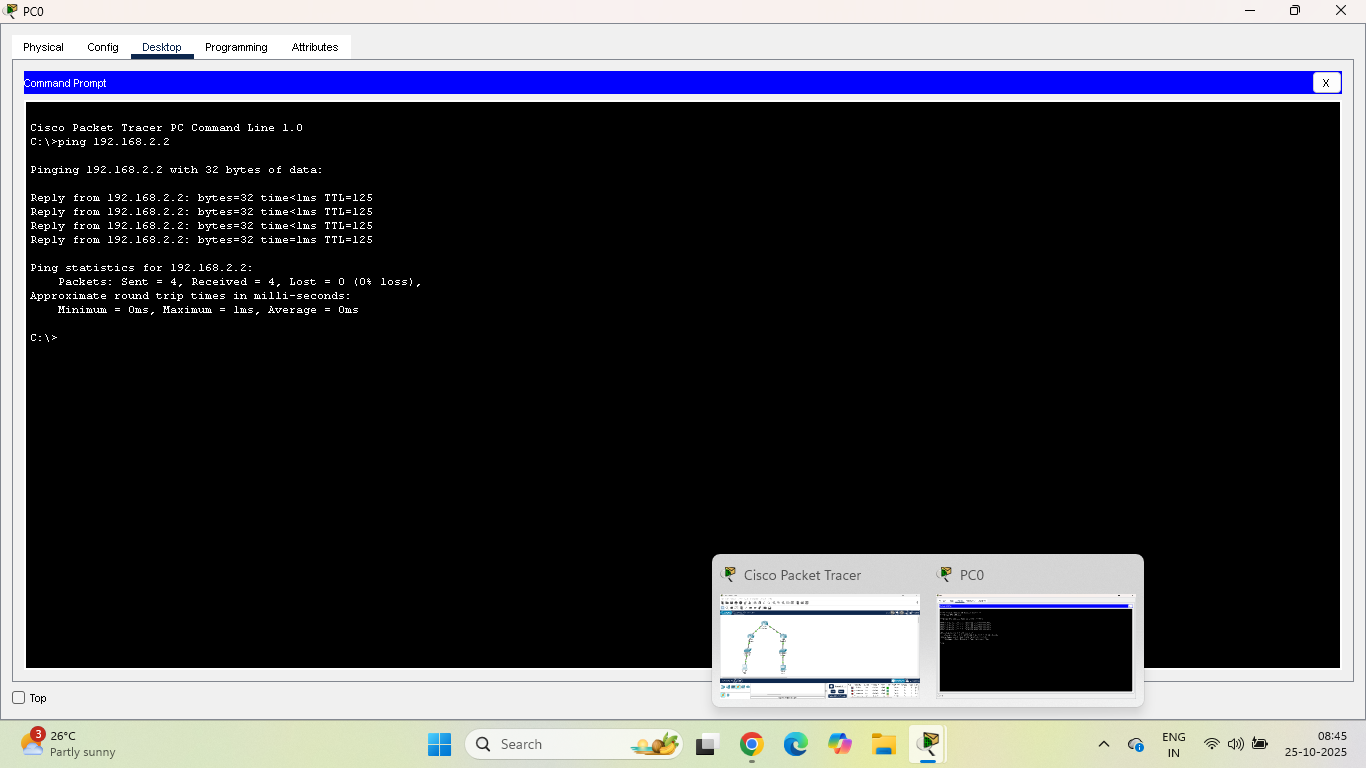 PC0
Physical Config Desktop Programming Attributes
Command Prompt
X
Cisco Packet Tracer PC Command Line 1.0
C:\>ping 192.168.2.2
Pinging 192.168.2.2 with 32 bytes of data:
Reply from 192.168.2.2: bytes=32 time<1ms TTL=125
Reply from 192.168.2.2: bytes=32 time<1ms TTL=125
Reply from 192.168.2.2: bytes=32 time<1ms TTL=125
Reply from 192.168.2.2: bytes=32 time=1ms TTL=125
Ping statistics for 192.168.2.2:
Packets: Sent = 4, Received = 4, Lost = 0 (0% loss),
Approximate round trip times in milli-seconds:
Minimum = 0ms, Maximum = 1ms, Average = 0ms
C:\>
Cisco Packet Tracer PC0
Top
3
26°C
Partly sunny
Search
ENG
IN
08:45
25-10-2025